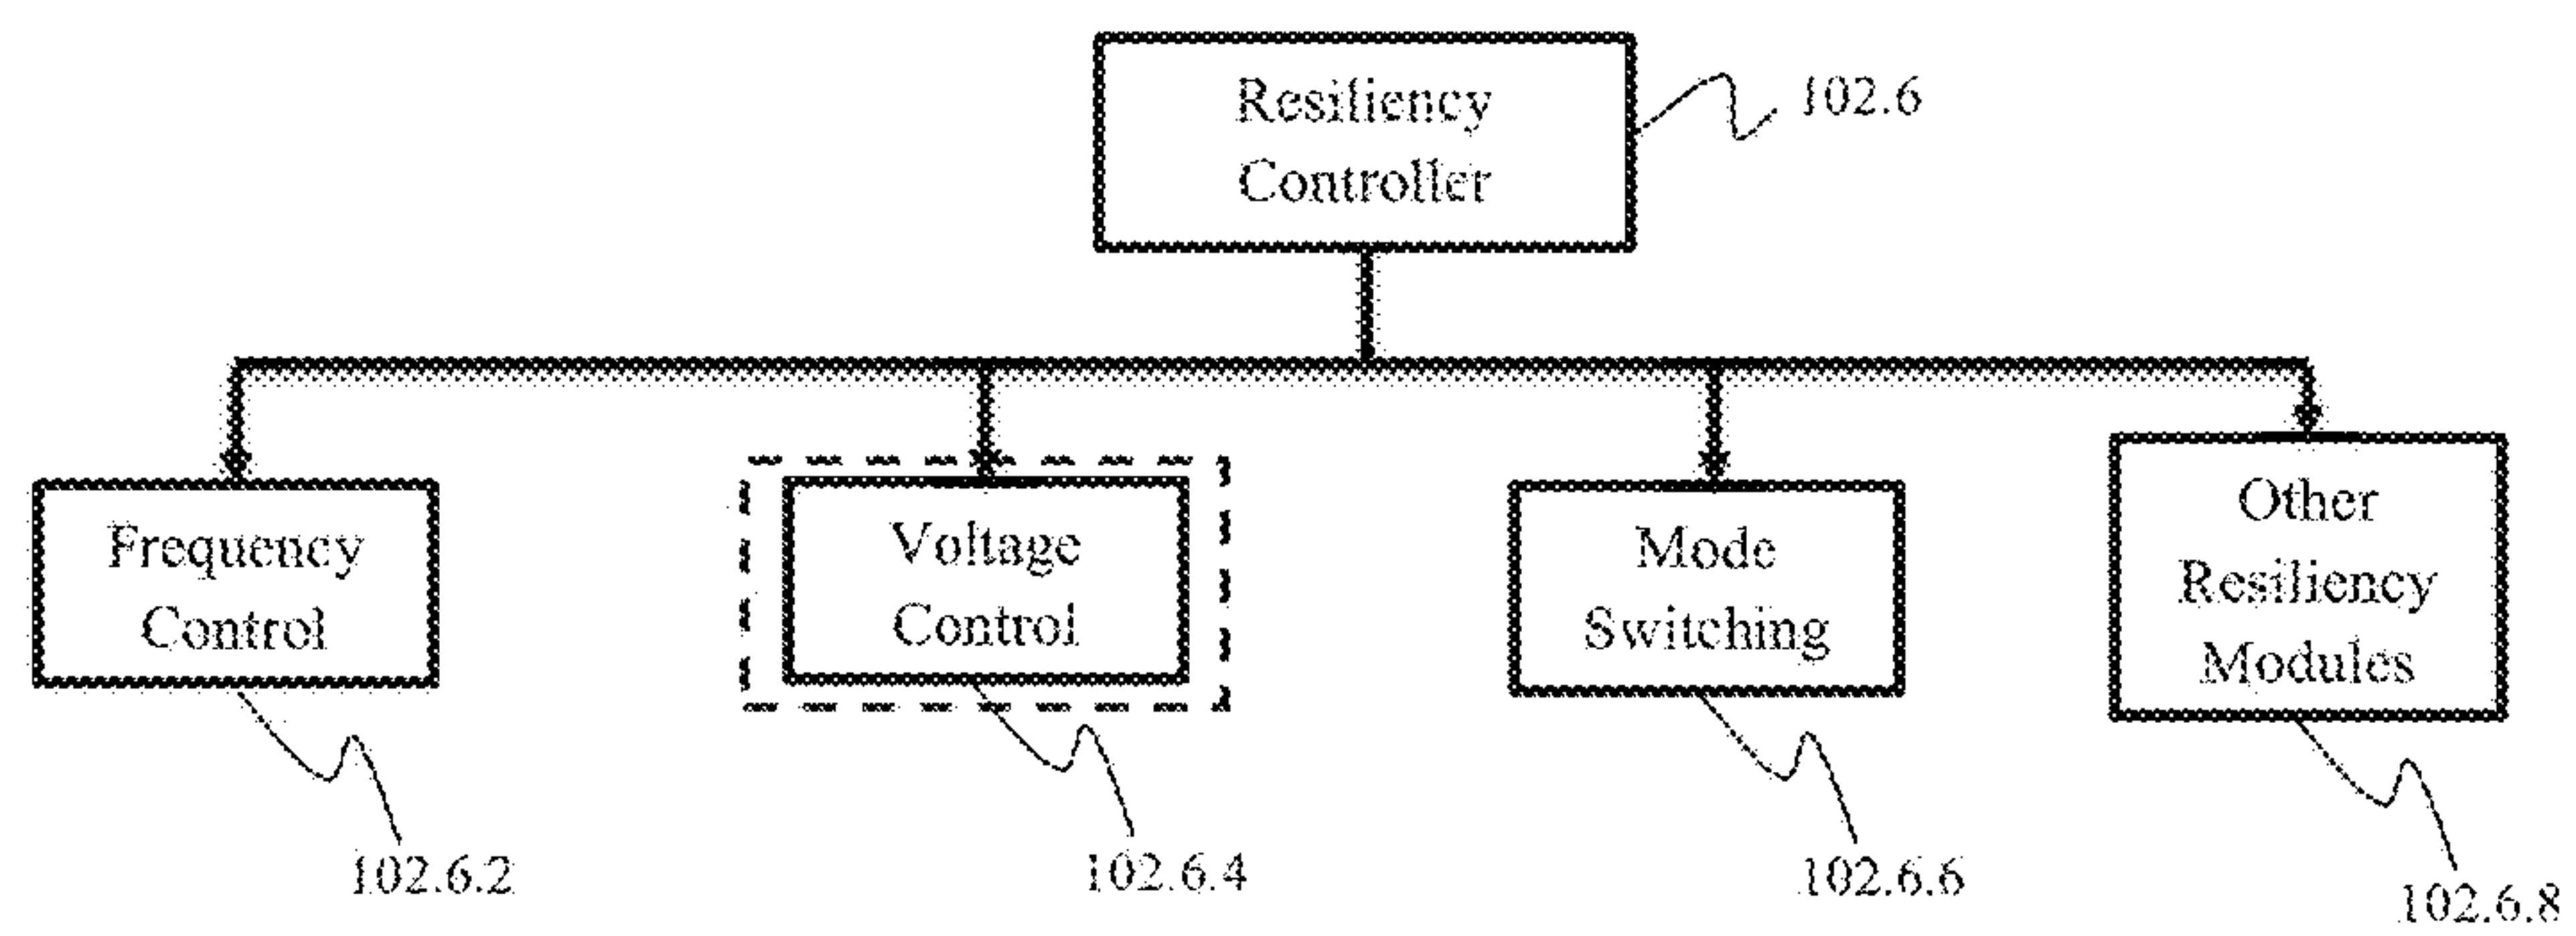 Resiliency
Controller
102.6
Frequency
Control
Voltage
Control
Mode
Switching
Other
Resiliency
Modules
102.6.2
102.6.4
102.6.6
102.6.8